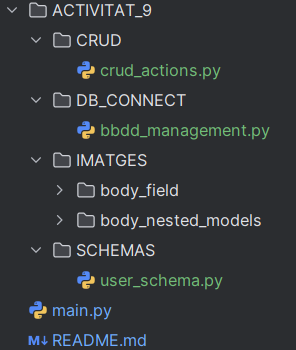 ACTIVITAT_9
CRUD
crud_actions.py
DB_CONNECT
bbdd_management.py
IMATGES
body_field
body_nested_models
SCHEMAS
user_schema.py
main.py
M↓ README.md